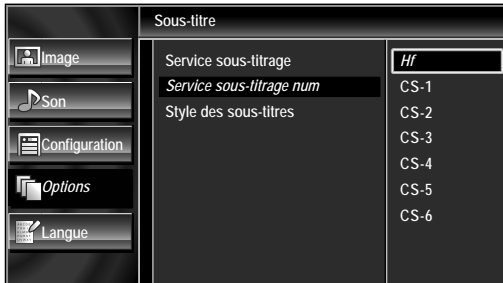 Sous-titre
Image
Son
Configuration
Options
Langue
Service sous-titrage
Service sous-titrage num
Style des sous-titres
Hf
CS-1
CS-2
CS-3
CS-4
CS-5
CS-6